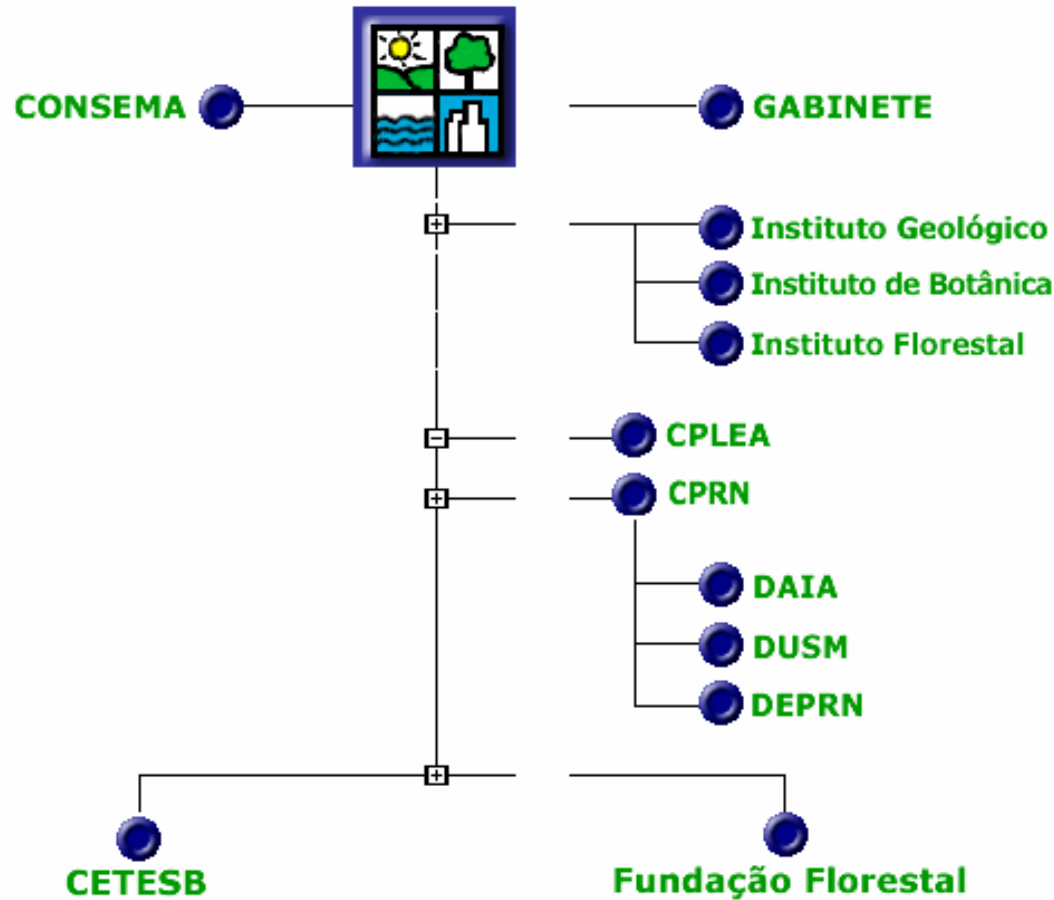 CONSEMA
GABINETE
Instituto Geológico
Instituto de Botânica
Instituto Florestal
CPLEA
CPRN
DAIA
DUSM
DEPRN
CETESB
Fundação Florestal